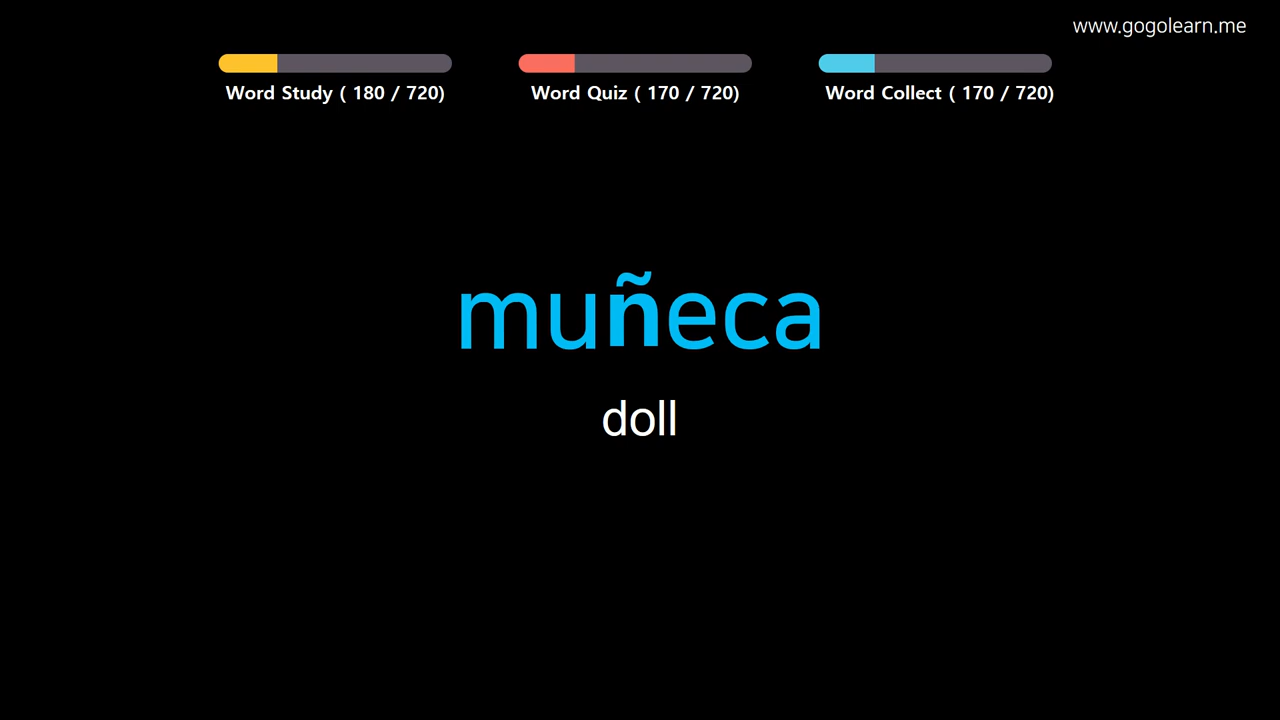 www.gogolearn.me
Word Study ( 180 / 720)
Word Quiz ( 170 / 720)
Word Collect ( 170 / 720)
muñeca
doll